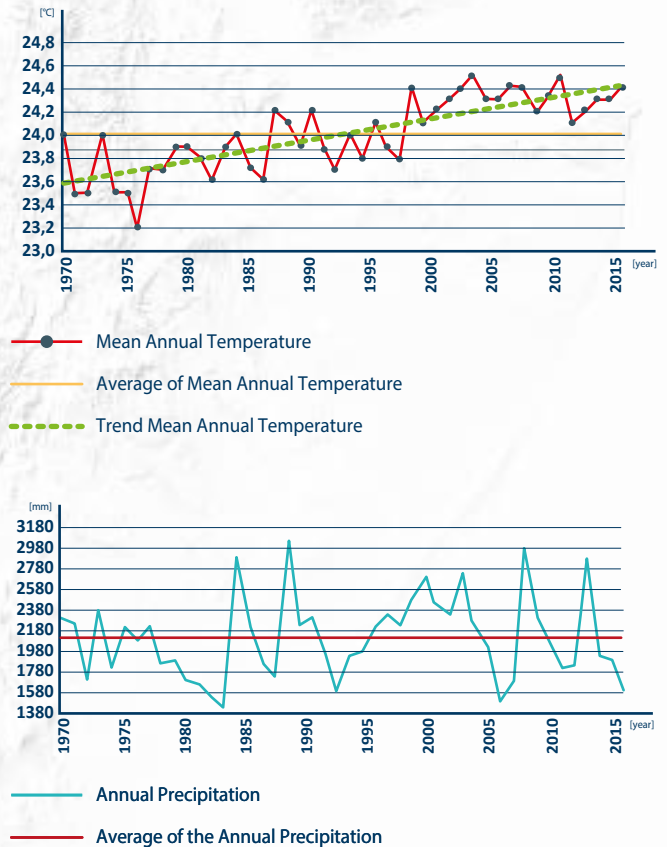 [°C]
24,8
24,6
24,4
24,2
24,0
23,8
23,6
23,4
23,2
23,0
1970 1975 1980 1985 1990 1995 2000 2005 2010 2015 [year]
Mean Annual Temperature
Average of Mean Annual Temperature
Trend Mean Annual Temperature
[mm]
3180
2980
2780
2580
2380
2180
1980
1780
1580
1380
1970 1975 1980 1985 1990 1995 2000 2005 2010 2015 [year]
Annual Precipitation
Average of the Annual Precipitation